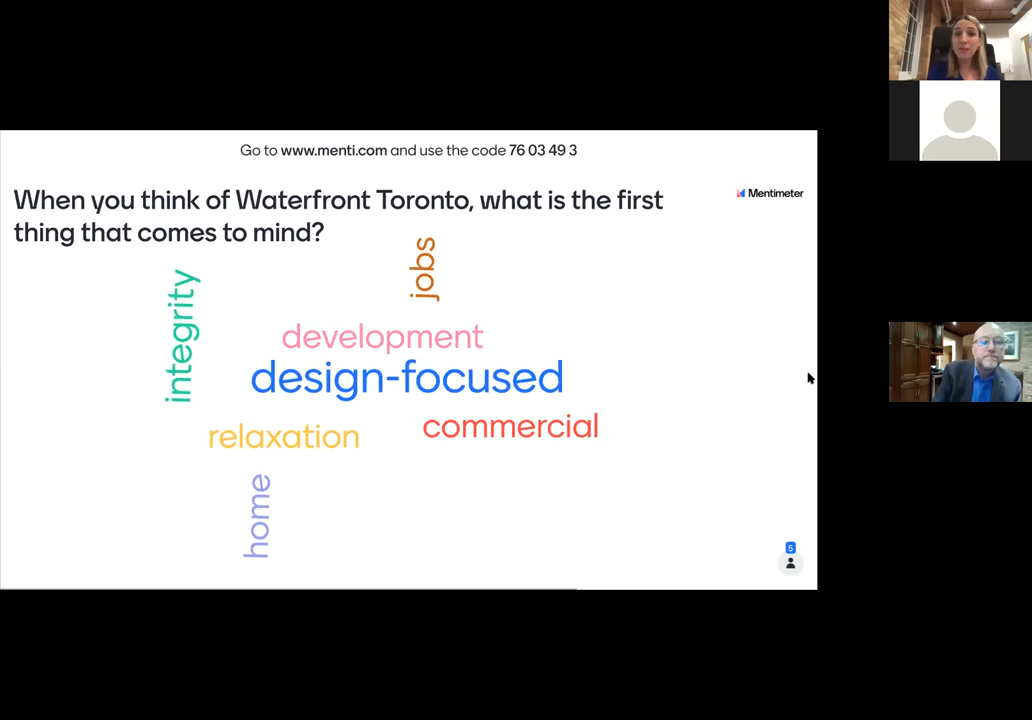 Go to www.menti.com and use the code 76 03 49 3
When you think of Waterfront Toronto, what is the first
thing that comes to mind?
Mentimeter
jobs
integrity
development
design-focused
commercial
relaxation
home
5